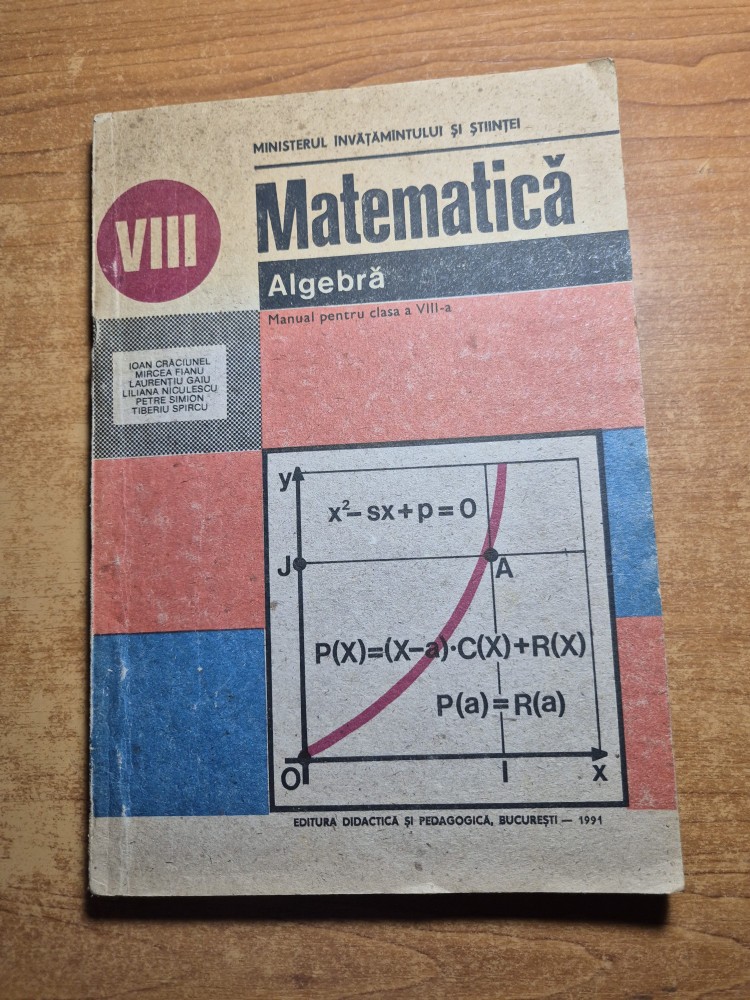 MINISTERUL INVĂȚĂMINTULUI ȘI ȘTIINȚEI
VIII
Matematică
Algebră
Manual pentru clasa a VIII-a
IOAN CRĂCIUNEL
MIRCEA FIANU
LAURENȚIU GAIU
LILIANA NICULESCU
PETRE SIMION
TIBERIU SPIRCU
y
x²-sx+p=0
J
A
P(X)=(X-a)·C(X)+R(X)
P(a)=R(a)
O
I
x
EDITURA DIDACTICĂ ȘI PEDAGOGICĂ, BUCUREȘTI — 1991